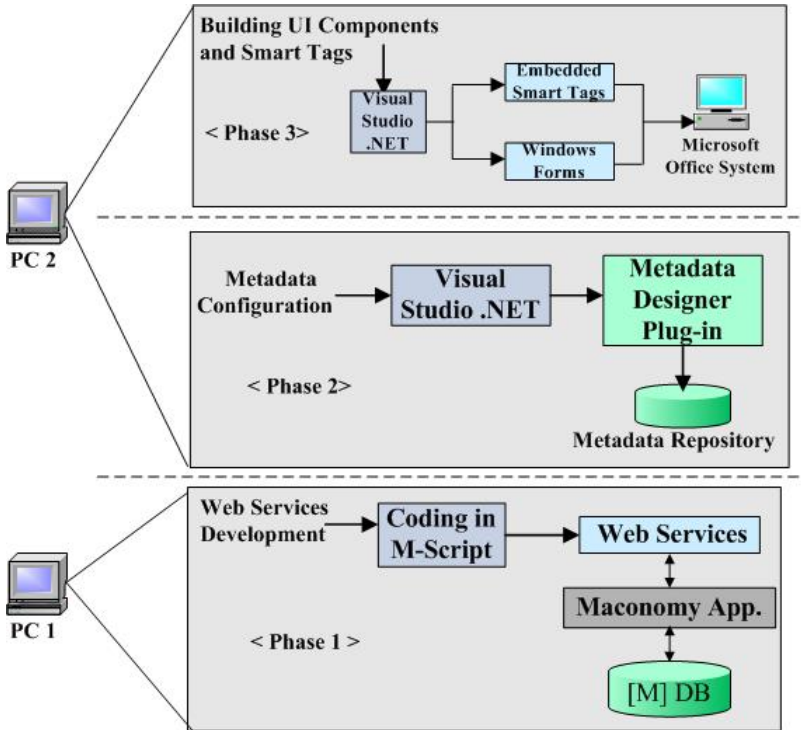 Building UI Components
and Smart Tags
Visual
Studio
.NET
Embedded
Smart Tags
Windows
Forms
Microsoft
Office System
< Phase 3>
PC 2
Metadata
Configuration
Visual
Studio .NET
Metadata
Designer
Plug-in
< Phase 2>
Metadata Repository
Web Services
Development
Coding in
M-Script
Web Services
Maconomy App.
[M] DB
< Phase 1 >
PC 1